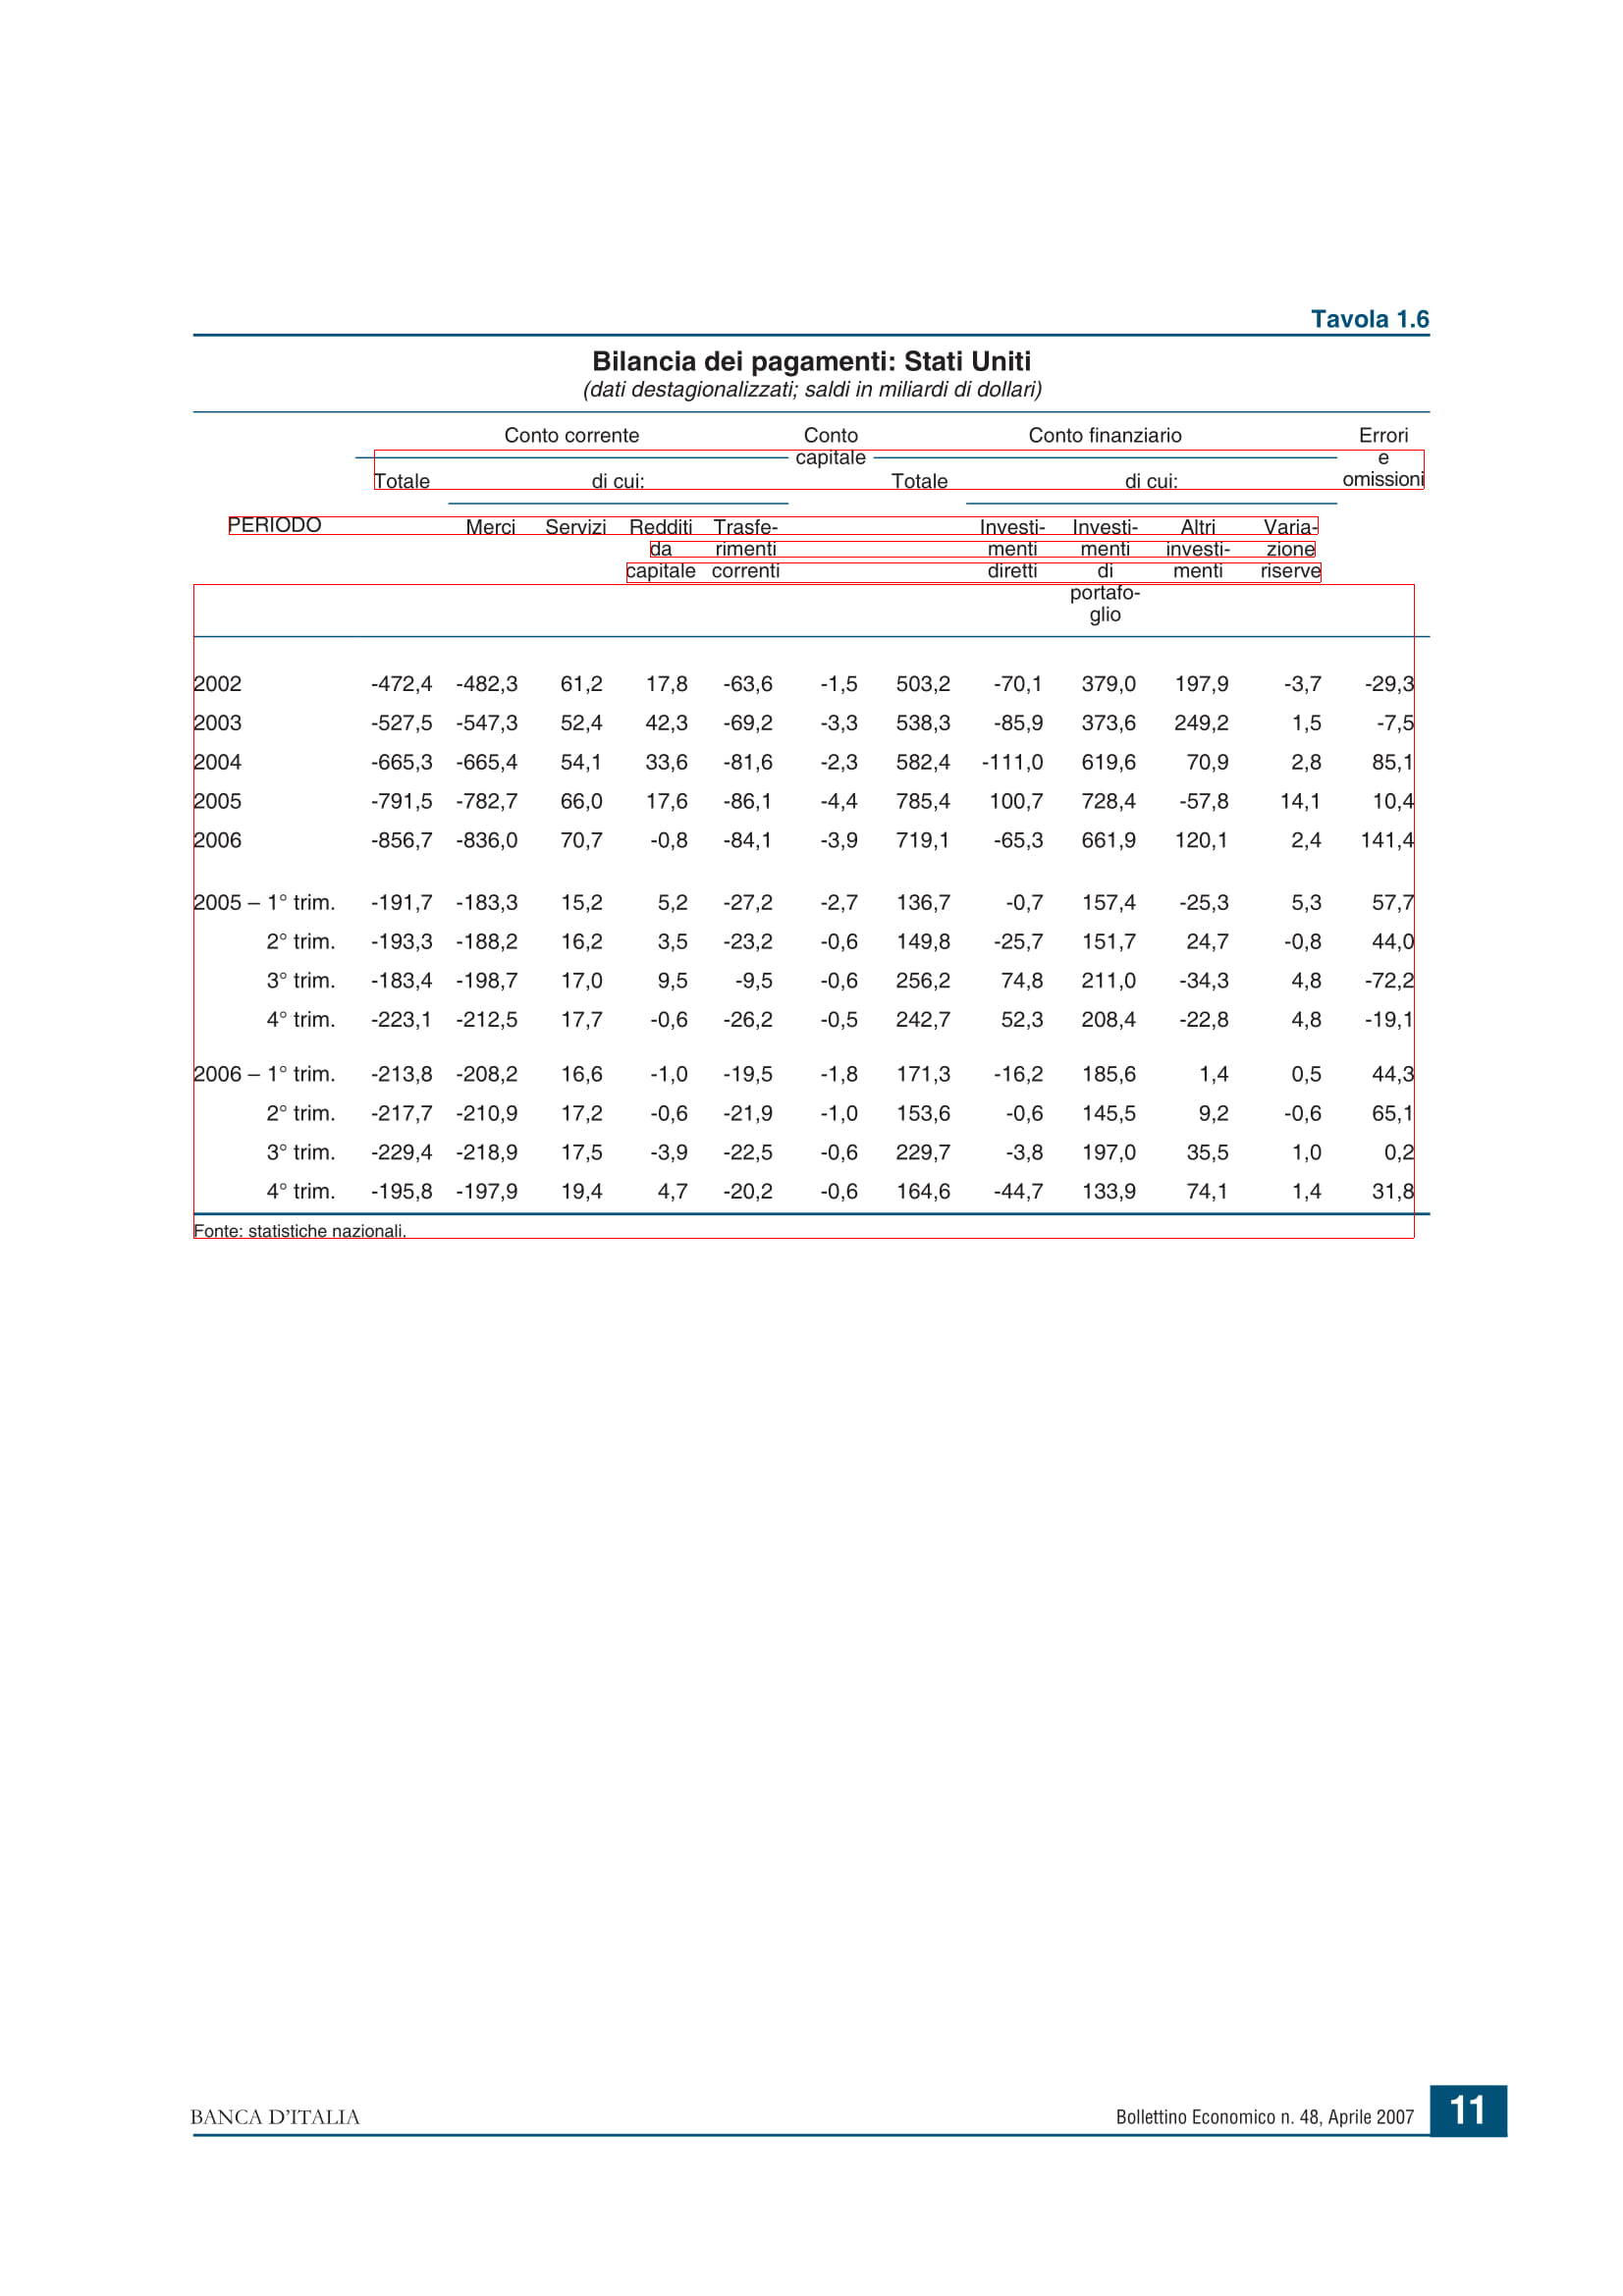 Tavola 1.6
Bilancia dei pagamenti: Stati Uniti
(dati destagionalizzati; saldi in miliardi di dollari)
Conto corrente Conto Conto finanziario Errori
capitale e
Totale di cui: Totale di cui: omissioni
PERIODO Merci Servizi Redditi Trasfe- Investi- Investi- Altri Varia-
da rimenti menti menti investi- zione
capitale correnti diretti di menti riserve
portafo-
glio
2002 -472,4 -482,3 61,2 17,8 -63,6 -1,5 503,2 -70,1 379,0 197,9 -3,7 -29,3
2003 -527,5 -547,3 52,4 42,3 -69,2 -3,3 538,3 -85,9 373,6 249,2 1,5 -7,5
2004 -665,3 -665,4 54,1 33,6 -81,6 -2,3 582,4 -111,0 619,6 70,9 2,8 85,1
2005 -791,5 -782,7 66,0 17,6 -86,1 -4,4 785,4 100,7 728,4 -57,8 14,1 10,4
2006 -856,7 -836,0 70,7 -0,8 -84,1 -3,9 719,1 -65,3 661,9 120,1 2,4 141,4
2005 – 1° trim. -191,7 -183,3 15,2 5,2 -27,2 -2,7 136,7 -0,7 157,4 -25,3 5,3 57,7
2° trim. -193,3 -188,2 16,2 3,5 -23,2 -0,6 149,8 -25,7 151,7 24,7 -0,8 44,0
3° trim. -183,4 -198,7 17,0 9,5 -9,5 -0,6 256,2 74,8 211,0 -34,3 4,8 -72,2
4° trim. -223,1 -212,5 17,7 -0,6 -26,2 -0,5 242,7 52,3 208,4 -22,8 4,8 -19,1
2006 – 1° trim. -213,8 -208,2 16,6 -1,0 -19,5 -1,8 171,3 -16,2 185,6 1,4 0,5 44,3
2° trim. -217,7 -210,9 17,2 -0,6 -21,9 -1,0 153,6 -0,6 145,5 9,2 -0,6 65,1
3° trim. -229,4 -218,9 17,5 -3,9 -22,5 -0,6 229,7 -3,8 197,0 35,5 1,0 0,2
4° trim. -195,8 -197,9 19,4 4,7 -20,2 -0,6 164,6 -44,7 133,9 74,1 1,4 31,8
Fonte: statistiche nazionali.
BANCA D'ITALIA Bollettino Economico n. 48, Aprile 2007 11